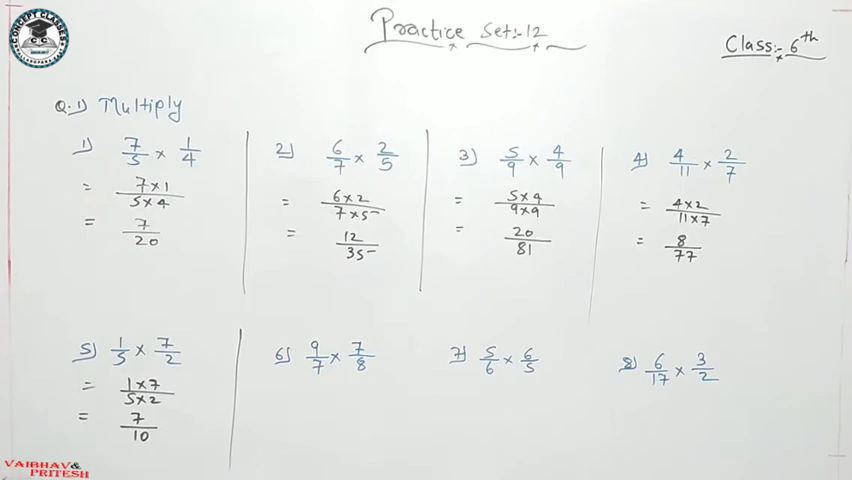 CONCEPT CLASSES
Practice Set:-12
Class:- 6th
Q.1) Multiply
1) 7/5 × 1/4
= 7×1/5×4
= 7/20
2) 6/7 × 2/5
= 6×2/7×5
= 12/35
3) 5/9 × 4/9
= 5×4/9×9
= 20/81
4) 4/11 × 2/7
= 4×2/11×7
= 8/77
5) 1/5 × 7/2
= 1×7/5×2
= 7/10
6) 9/7 × 7/8
7) 5/6 × 6/5
8) 6/17 × 3/2
VAIBHAV &
PRITESH